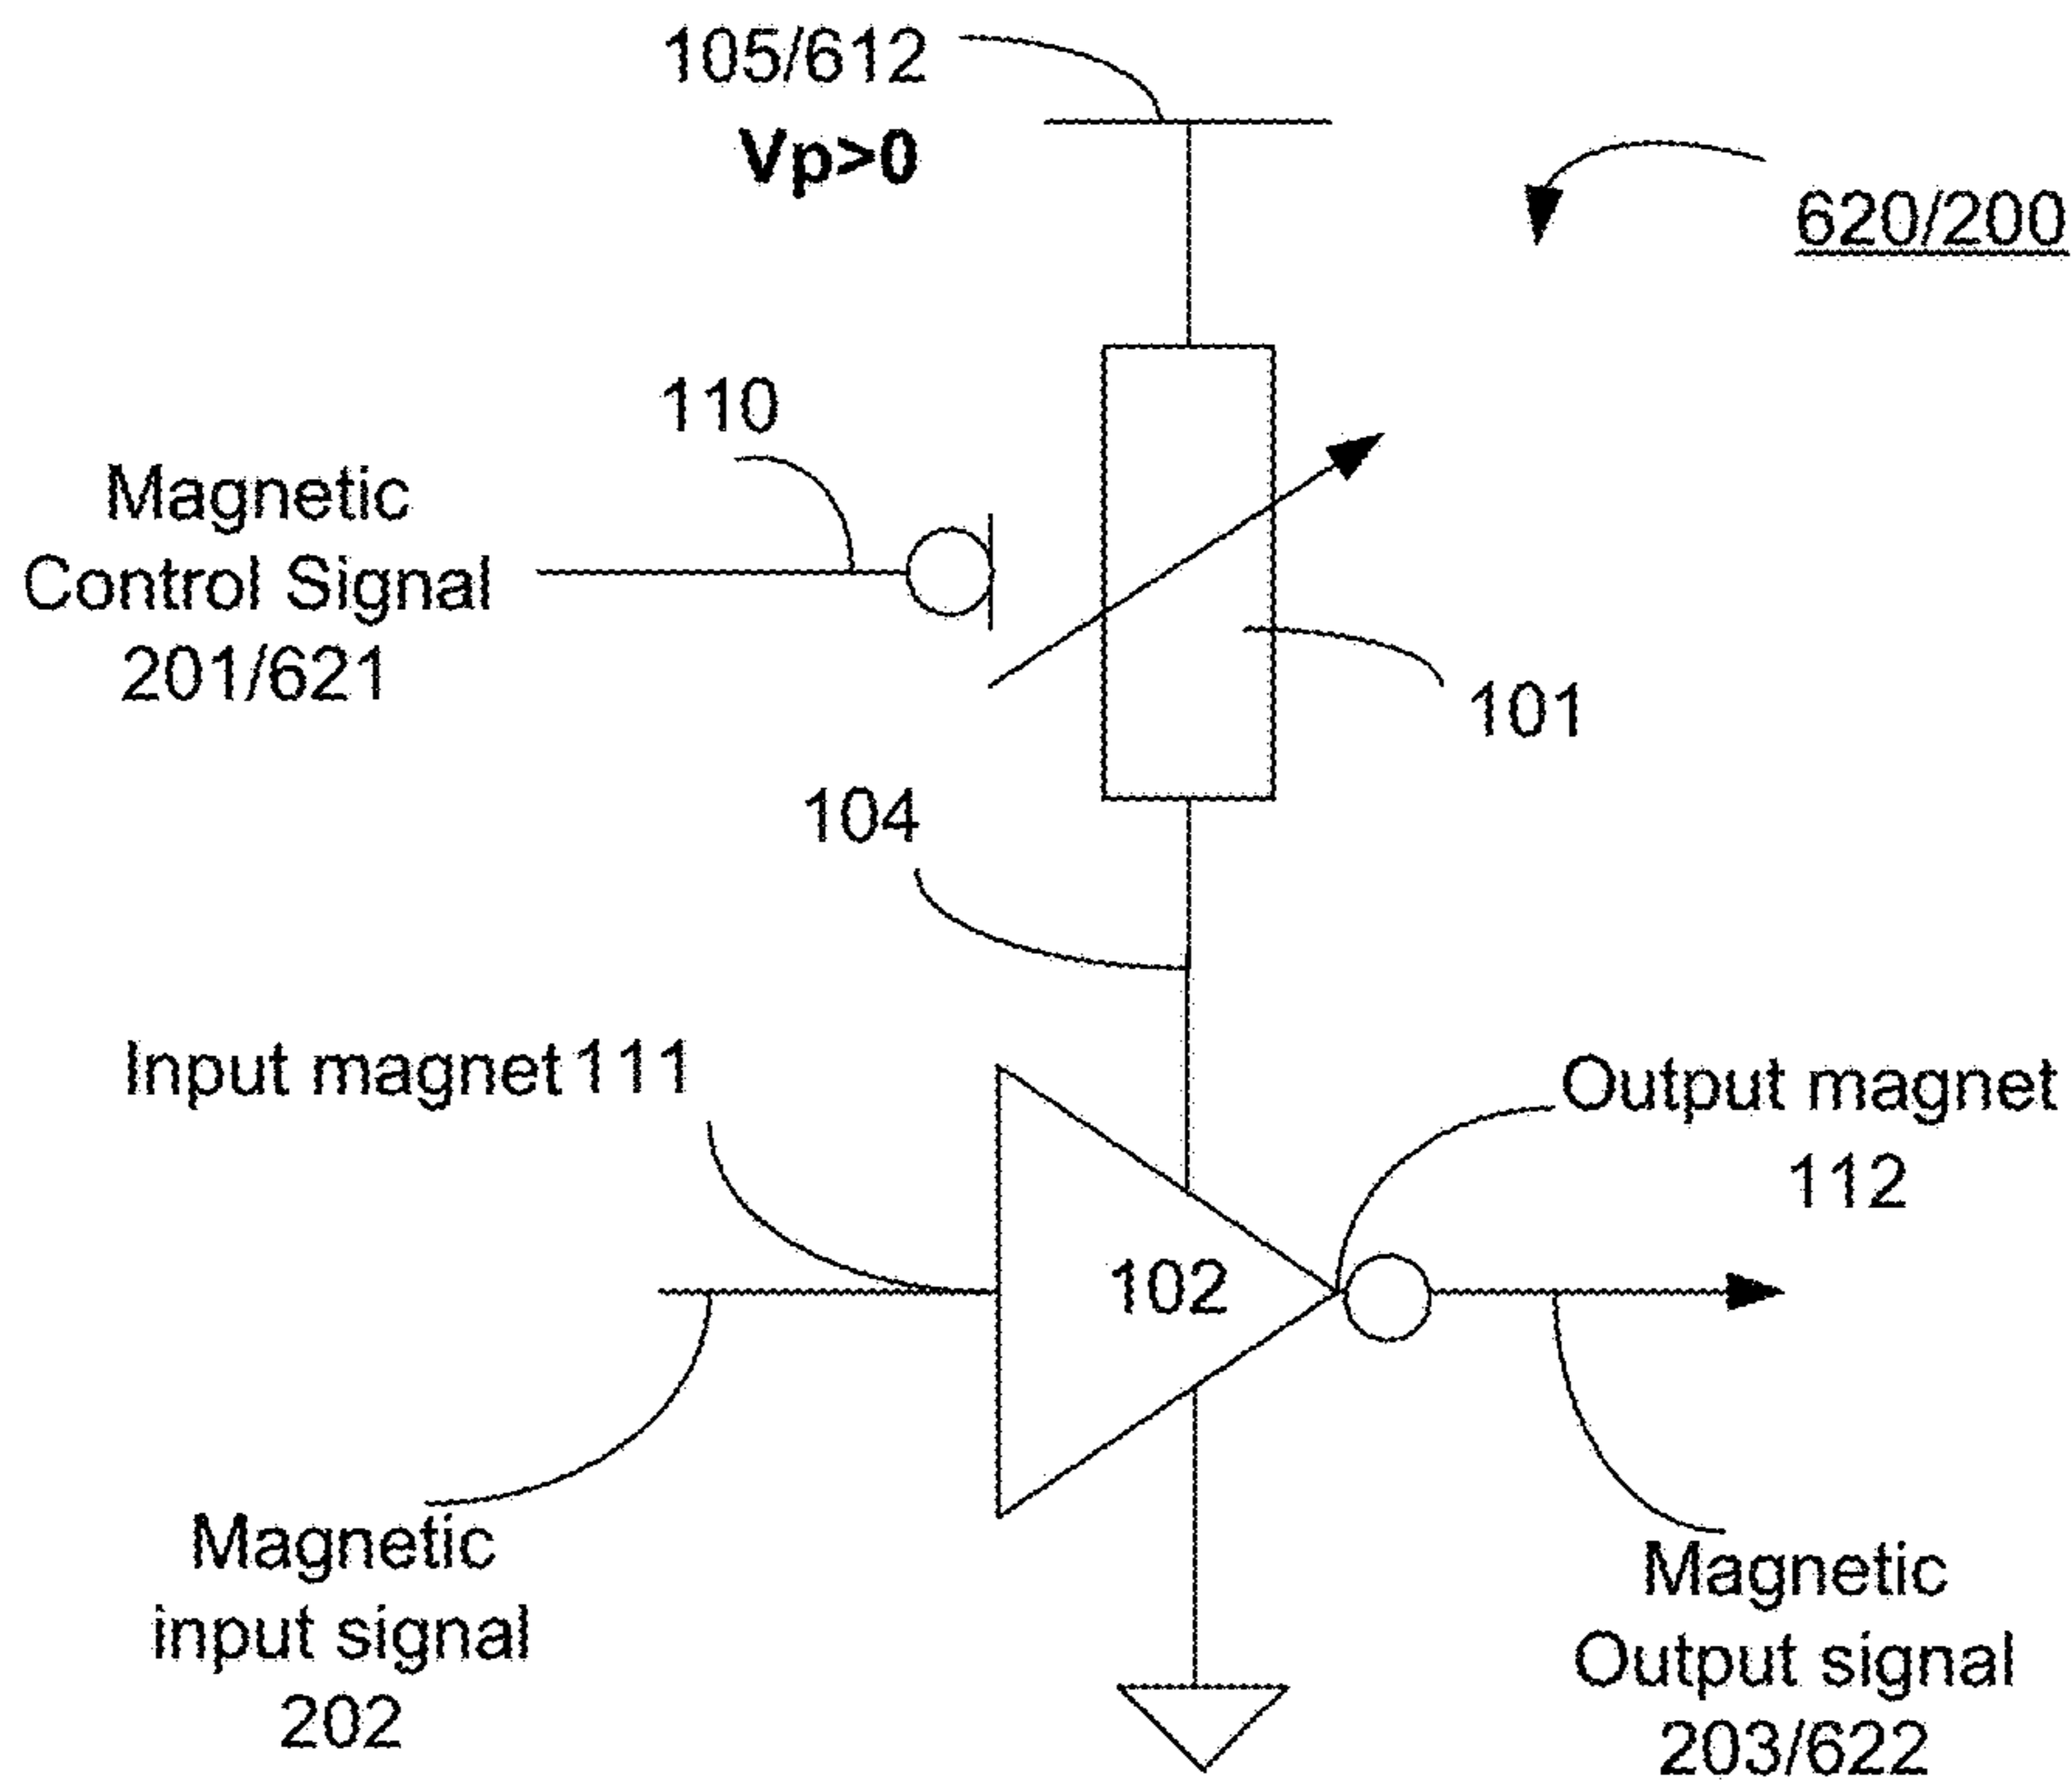 105/612
Vp>0
620/200
110
Magnetic
Control Signal
201/621
101
104
Input magnet 111
Output magnet
112
102
Magnetic
input signal
202
Magnetic
Output signal
203/622